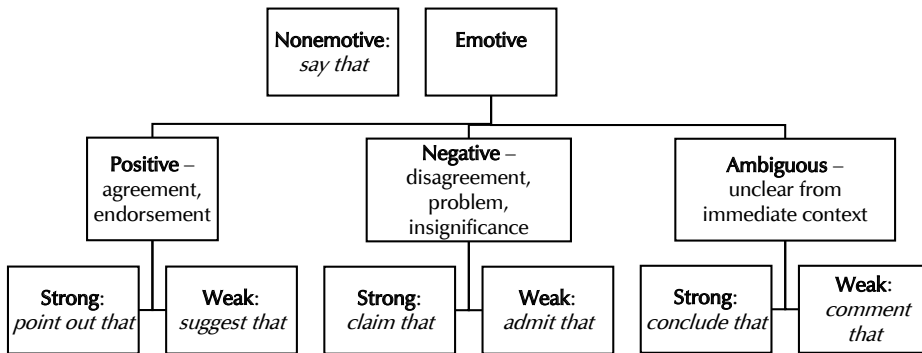 Nonemotive:
say that
Emotive
Positive –
agreement,
endorsement
Negative –
disagreement,
problem,
insignificance
Ambiguous –
unclear from
immediate context
Strong:
point out that
Weak:
suggest that
Strong:
claim that
Weak:
admit that
Strong:
conclude that
Weak:
comment
that